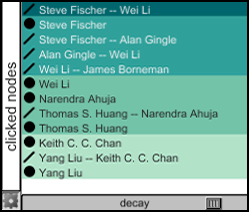 Steve Fischer -- Wei Li
Steve Fischer
Steve Fischer -- Alan Gingle
Alan Gingle -- Wei Li
Wei Li -- James Borneman
Wei Li
Narendra Ahuja
Thomas S. Huang -- Narendra Ahuja
Thomas S. Huang
Keith C. C. Chan
Yang Liu -- Keith C. C. Chan
Yang Liu
clicked nodes
decay